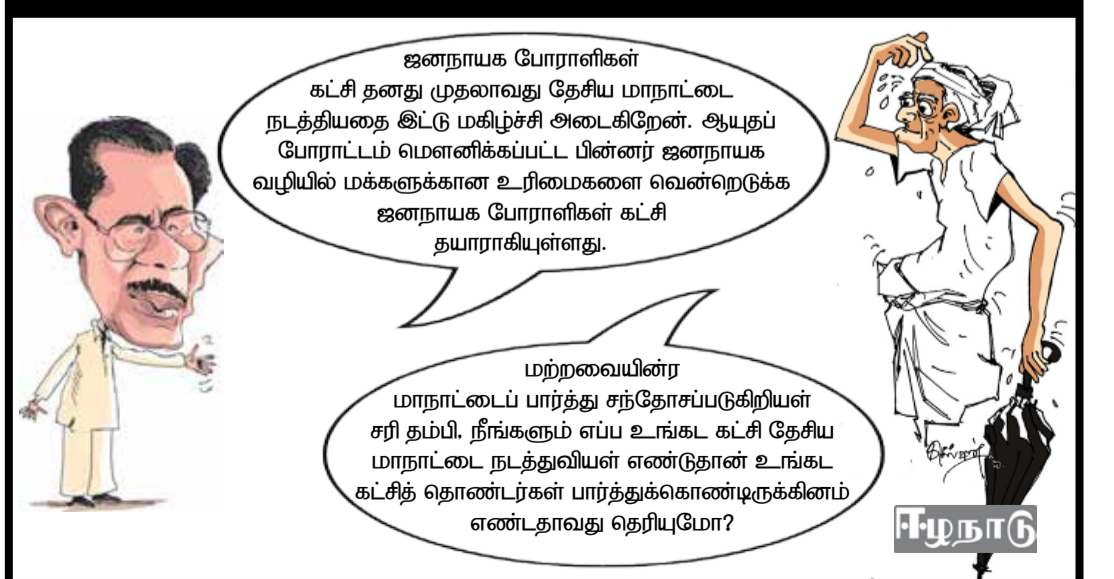 ஜனநாயக போராளிகள்
கட்சி தனது முதலாவது தேசிய மாநாட்டை
நடத்தியதை இட்டு மகிழ்ச்சி அடைகிறேன். ஆயுதப்
போராட்டம் மௌனிக்கப்பட்ட பின்னர் ஜனநாயக
வழியில் மக்களுக்கான உரிமைகளை வென்றெடுக்க
ஜனநாயக போராளிகள் கட்சி
தயாராகியுள்ளது.
மற்றவையின்ர
மாநாட்டைப் பார்த்து சந்தோசப்படுகிறியள்
சரி தம்பி, நீங்களும் எப்ப உங்கட கட்சி தேசிய
மாநாட்டை நடத்துவியள் எண்டுதான் உங்கட
கட்சித் தொண்டர்கள் பார்த்துக்கொண்டிருக்கினம்
எண்டதாவது தெரியுமோ?
ஈழநாடு